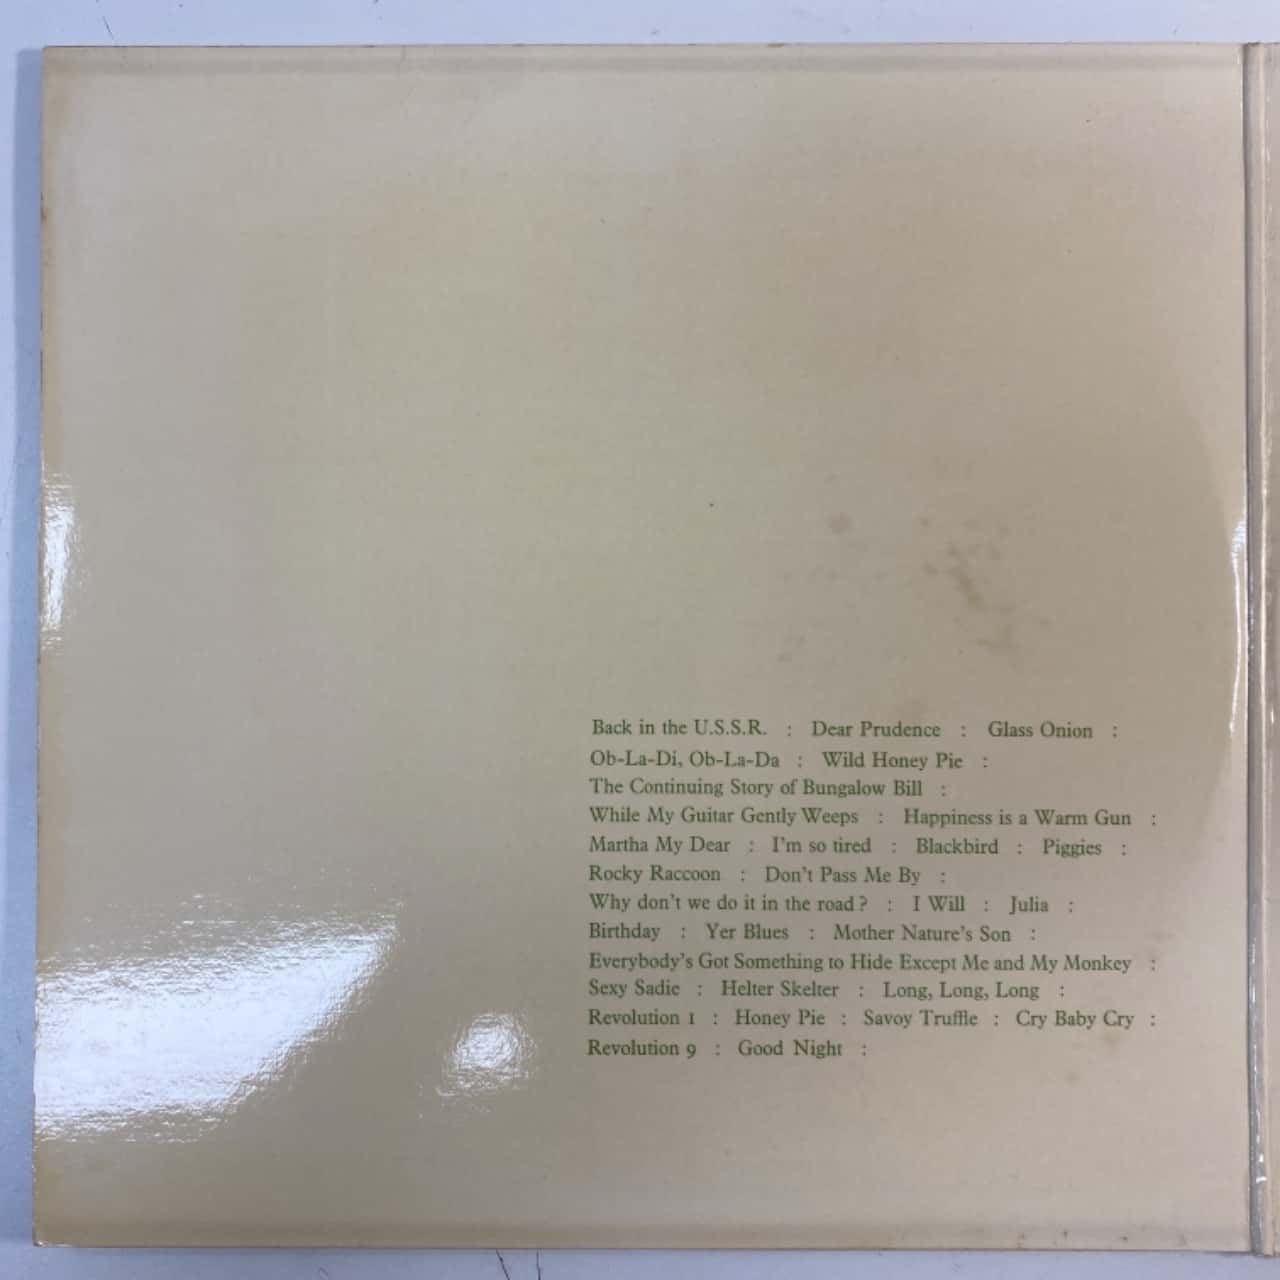 Back in the U.S.S.R. : Dear Prudence : Glass Onion :
Ob-La-Di, Ob-La-Da : Wild Honey Pie :
The Continuing Story of Bungalow Bill :
While My Guitar Gently Weeps : Happiness is a Warm Gun :
Martha My Dear : I'm so tired : Blackbird : Piggies :
Rocky Raccoon : Don't Pass Me By :
Why don't we do it in the road? : I Will : Julia :
Birthday : Yer Blues : Mother Nature's Son :
Everybody's Got Something to Hide Except Me and My Monkey :
Sexy Sadie : Helter Skelter : Long, Long, Long :
Revolution 1 : Honey Pie : Savoy Truffle : Cry Baby Cry :
Revolution 9 : Good Night :